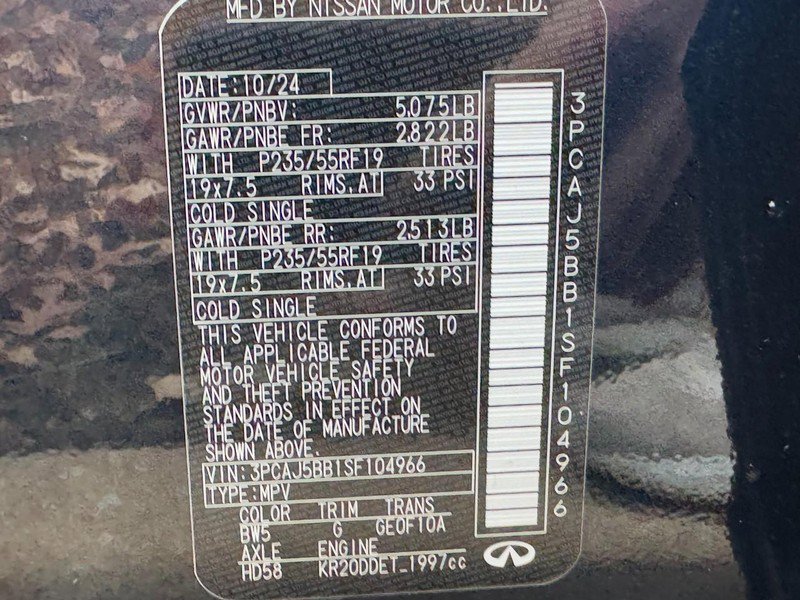 MFD BY NISSAN MOTOR CO.,LTD.
DATE:10/24
GVWR/PNBV: 5,075LB
GAWR/PNBE FR: 2,822LB
WITH P235/55RF19 TIRES
19x7.5 RIMS.AT 33 PSI
COLD SINGLE
GAWR/PNBE RR: 2,513LB
WITH P235/55RF19 TIRES
19x7.5 RIMS.AT 33 PSI
COLD SINGLE
THIS VEHICLE CONFORMS TO
ALL APPLICABLE FEDERAL
MOTOR VEHICLE SAFETY
AND THEFT PREVENTION
STANDARDS IN EFFECT ON
THE DATE OF MANUFACTURE
SHOWN ABOVE.
VIN:3PCAJ5BB1SF104966
TYPE:MPV
COLOR TRIM TRANS
BW5 G GE0F10A
AXLE ENGINE
HD58 KR20DDET_1997cc
3PCAJ5BB1SF104966